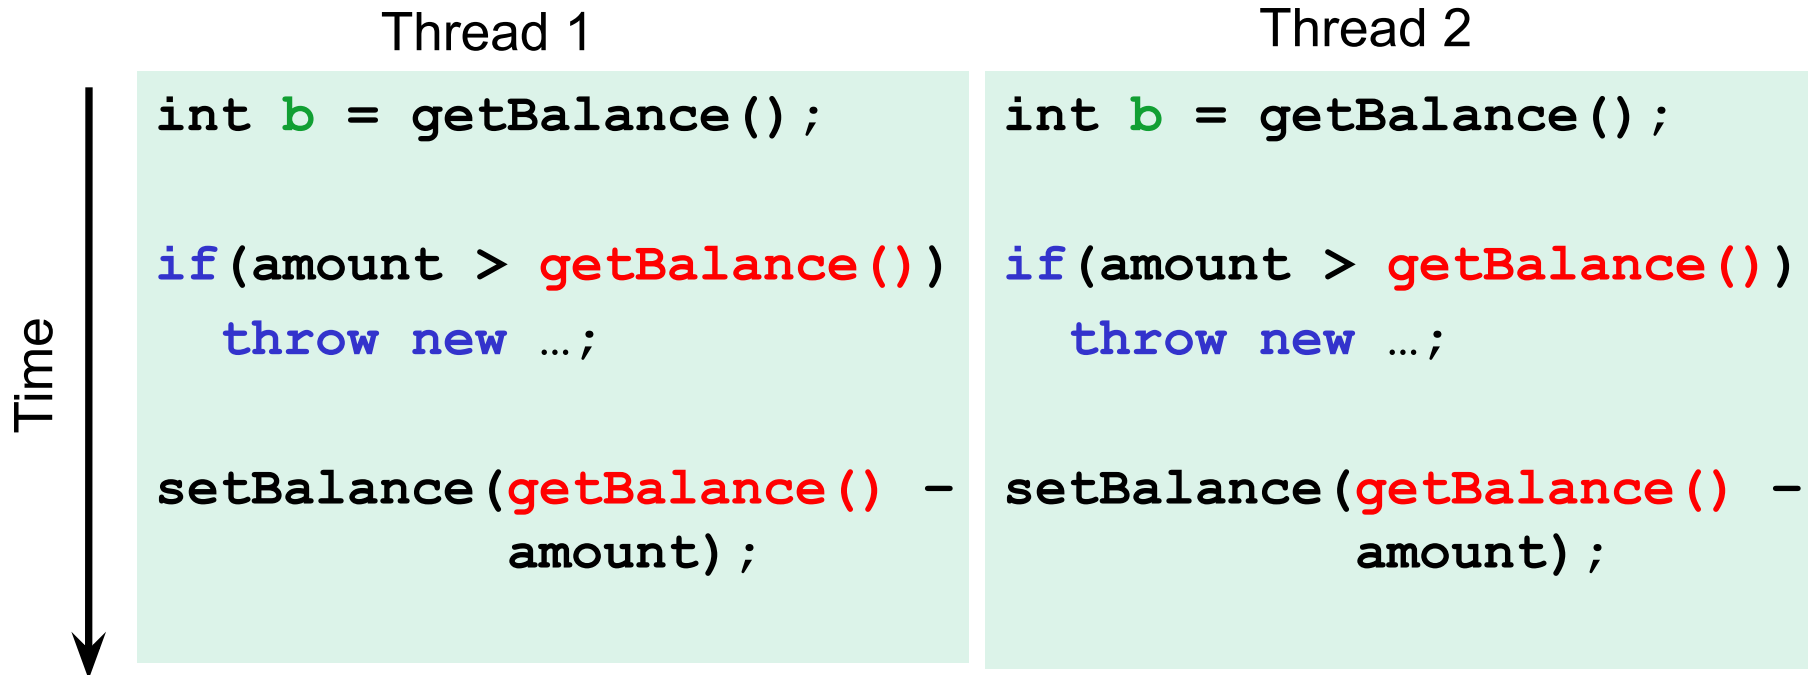 Thread 1
int b = getBalance();
if(amount > getBalance())
throw new …;
setBalance(getBalance() -
amount);
Thread 2
int b = getBalance();
if(amount > getBalance())
throw new …;
setBalance(getBalance() -
amount);
Time